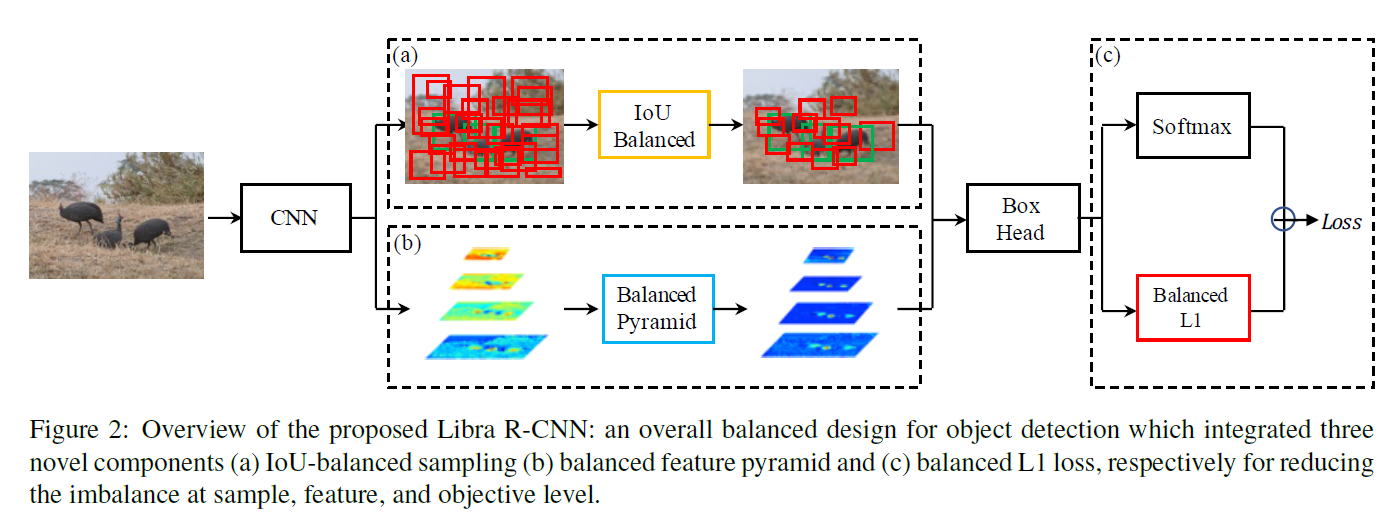 (a)
IoU
Balanced
(c)
Softmax
CNN
Box
Head
Loss
(b)
Balanced
Pyramid
Balanced
L1
Figure 2: Overview of the proposed Libra R-CNN: an overall balanced design for object detection which integrated three
novel components (a) IoU-balanced sampling (b) balanced feature pyramid and (c) balanced L1 loss, respectively for reducing
the imbalance at sample, feature, and objective level.